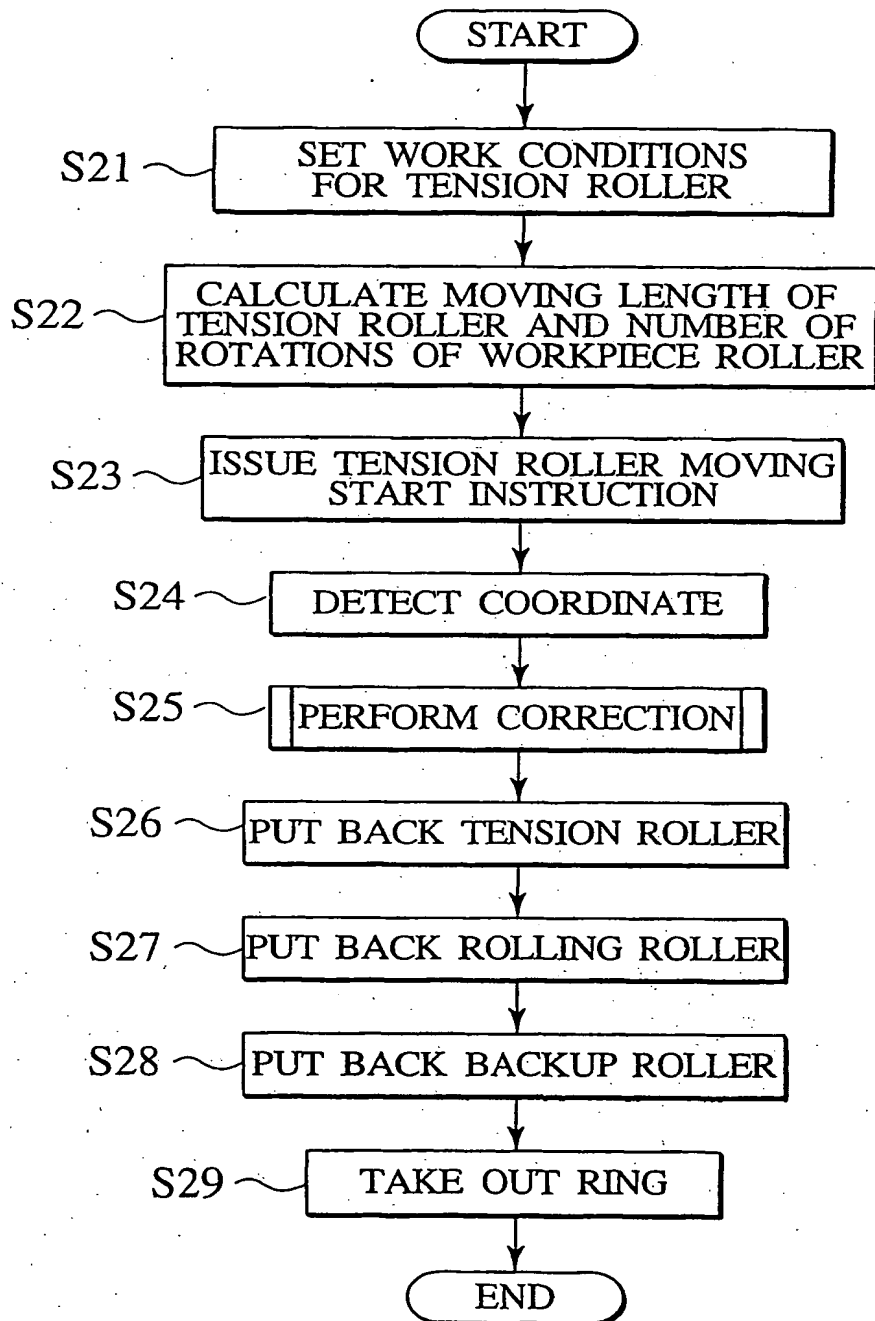 START
S21
SET WORK CONDITIONS
FOR TENSION ROLLER
S22
CALCULATE MOVING LENGTH OF
TENSION ROLLER AND NUMBER OF
ROTATIONS OF WORKPIECE ROLLER
S23
ISSUE TENSION ROLLER MOVING
START INSTRUCTION
S24
DETECT COORDINATE
S25
PERFORM CORRECTION
S26
PUT BACK TENSION ROLLER
S27
PUT BACK ROLLING ROLLER
S28
PUT BACK BACKUP ROLLER
S29
TAKE OUT RING
END